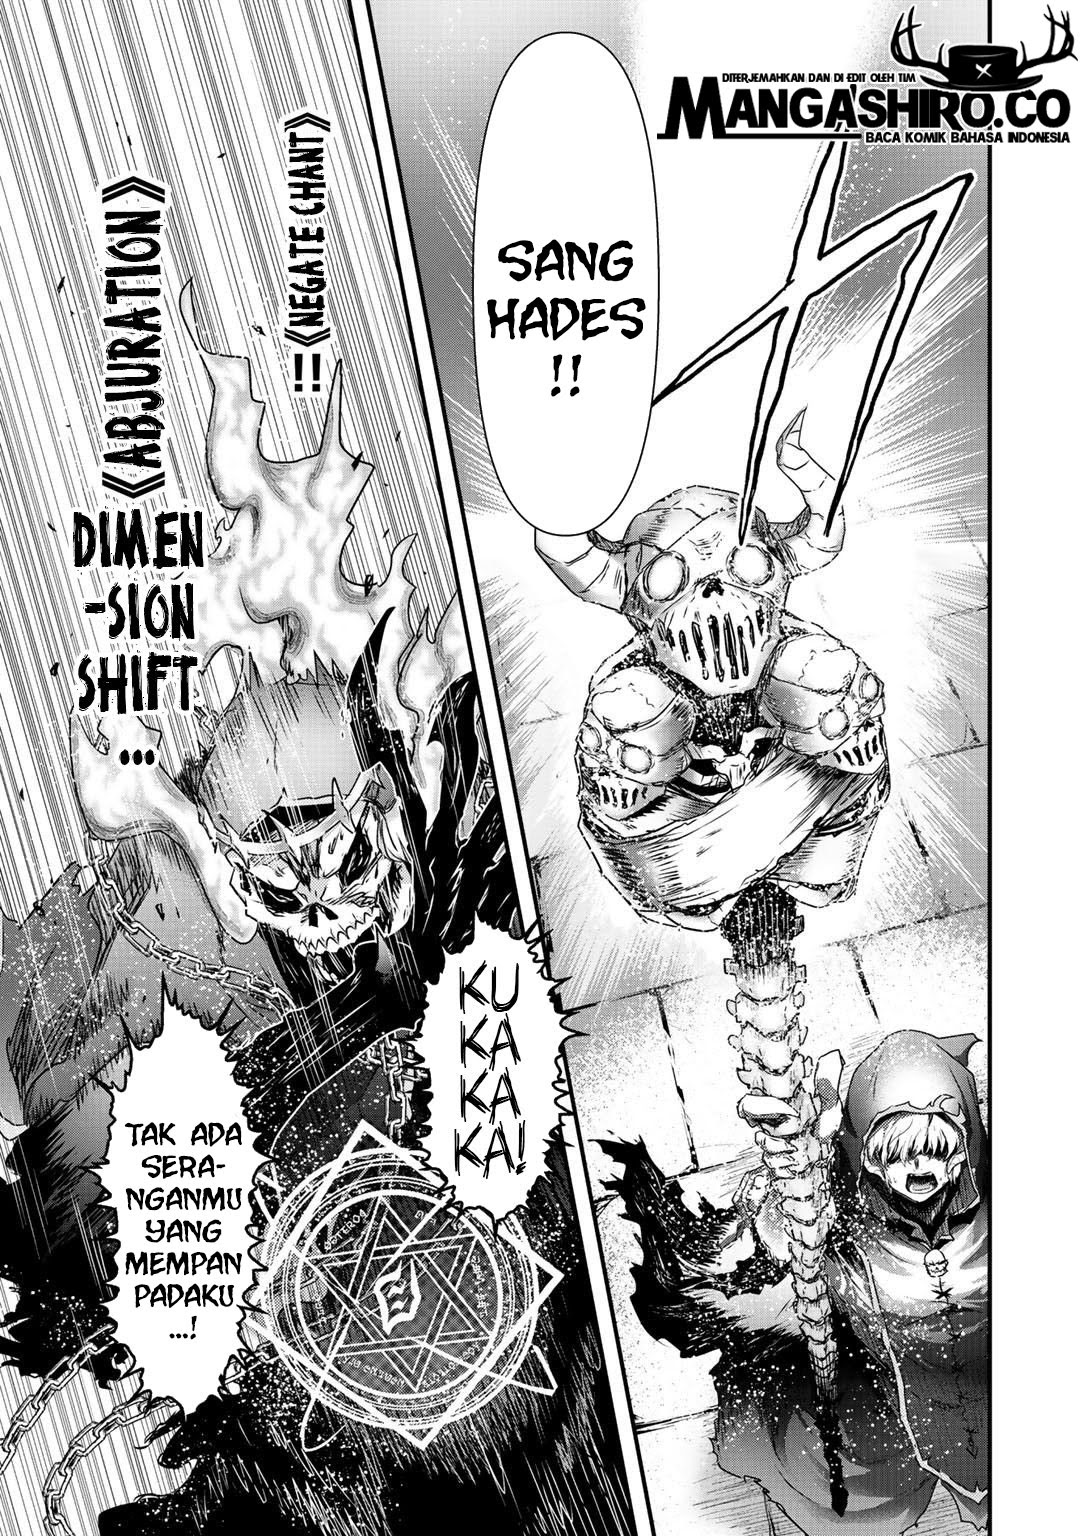 DITERJEMAHKAN DAN DI EDIT OLEH TIM
MANGASHIRO.CO
BACA KOMIK BAHASA INDONESIA
SANG
HADES
!!
《NEGATE CHANT》
!!
《ABJURATION》
DIMEN
-SION
SHIFT
...
KU
KA
KA
KA!
TAK ADA
SERA-
NGANMU
YANG
MEMPAN
PADAKU
...!